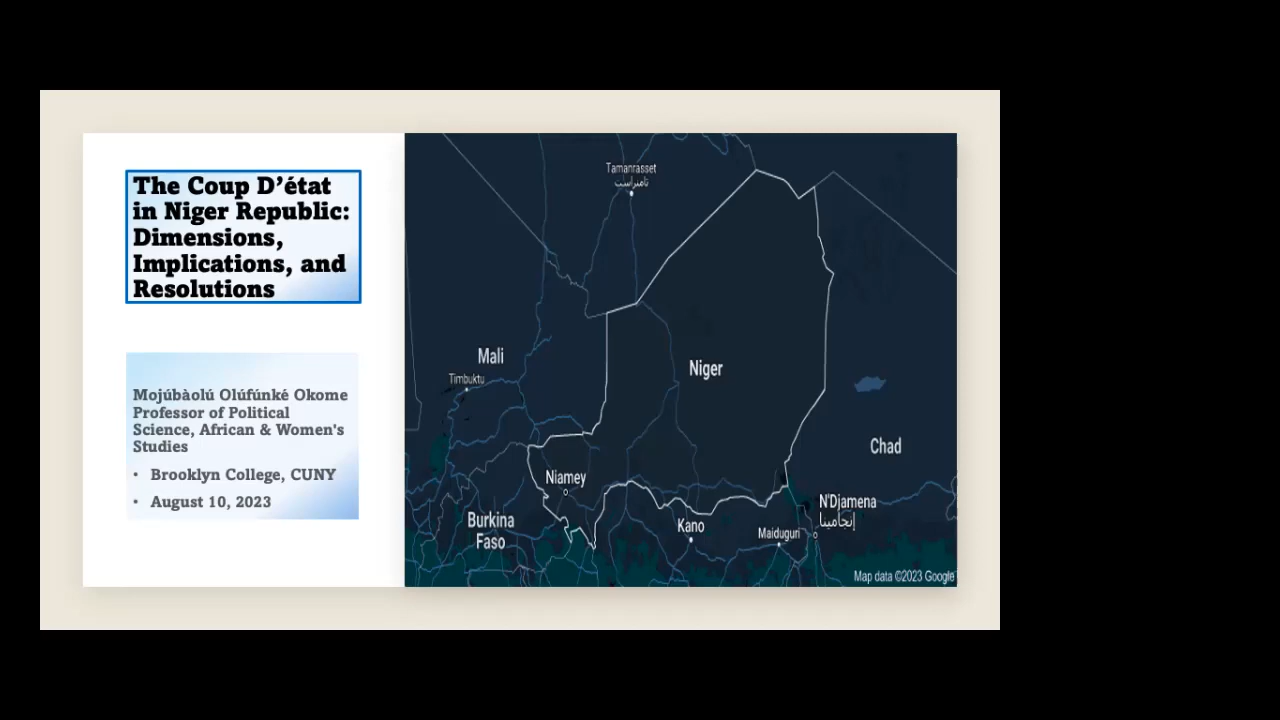 The Coup D’état
in Niger Republic:
Dimensions,
Implications, and
Resolutions
Mojúbàolú Olúfúnké Okome
Professor of Political
Science, African & Women's
Studies
• Brooklyn College, CUNY
• August 10, 2023
Tamanrasset
تامنراست
Mali
Timbuktu
Niger
Chad
Niamey
Burkina
Faso
Kano
Maiduguri
N'Djamena
إنجامينا
Map data ©2023 Google